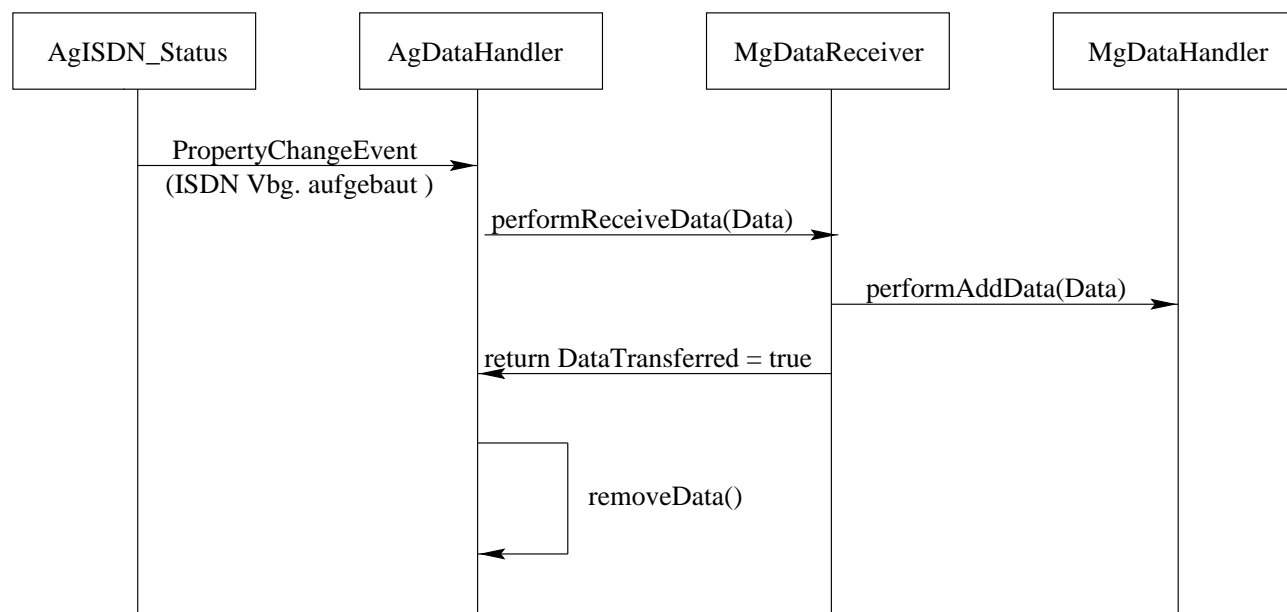 AgISDN_Status
AgDataHandler
MgDataReceiver
MgDataHandler
PropertyChangeEvent
(ISDN Vbg. aufgebaut )
performReceiveData(Data)
performAddData(Data)
return DataTransferred = true
removeData()